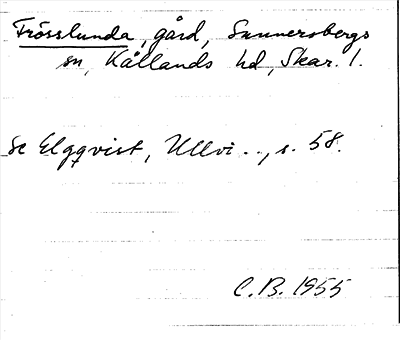 Frösslunda, gård, Sunnersbergs
sn, Kållands hd, Skar. l.
Se Elgqvist, Ullvi .., s. 58.
C.B. 1955